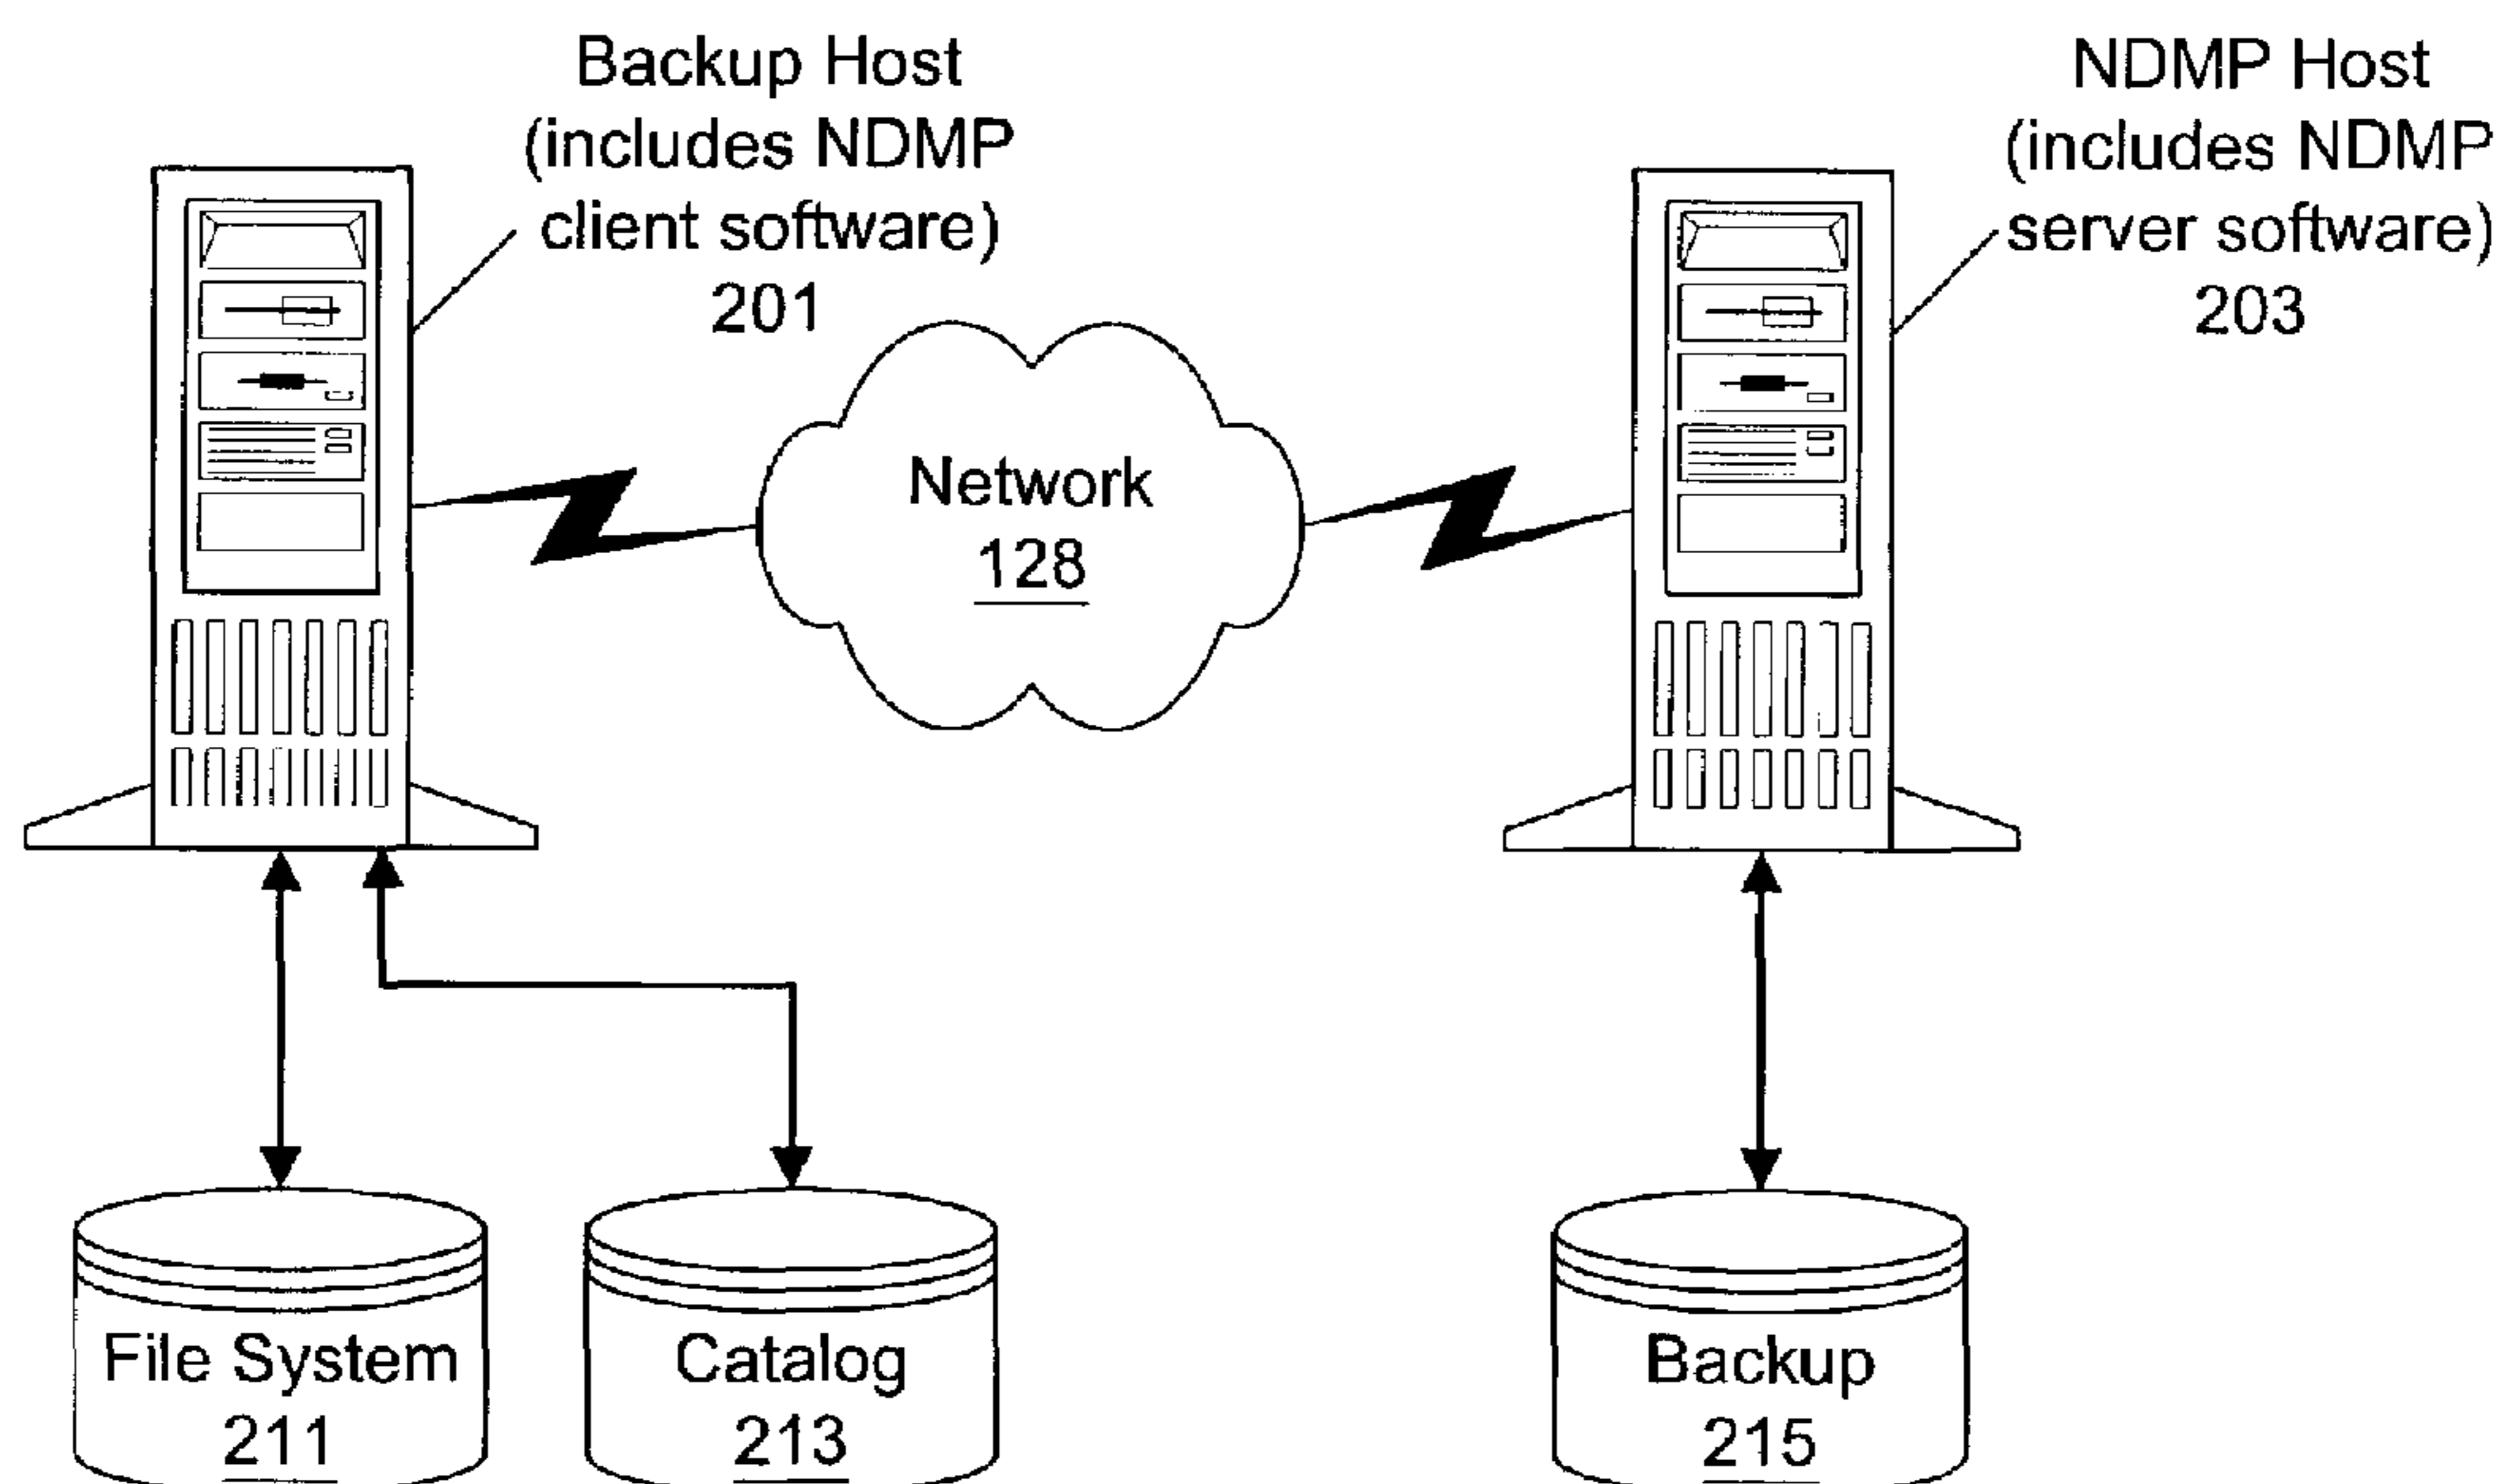 Backup Host
(includes NDMP
client software)
201
NDMP Host
(includes NDMP
server software)
203
Network
128
File System
211
Catalog
213
Backup
215